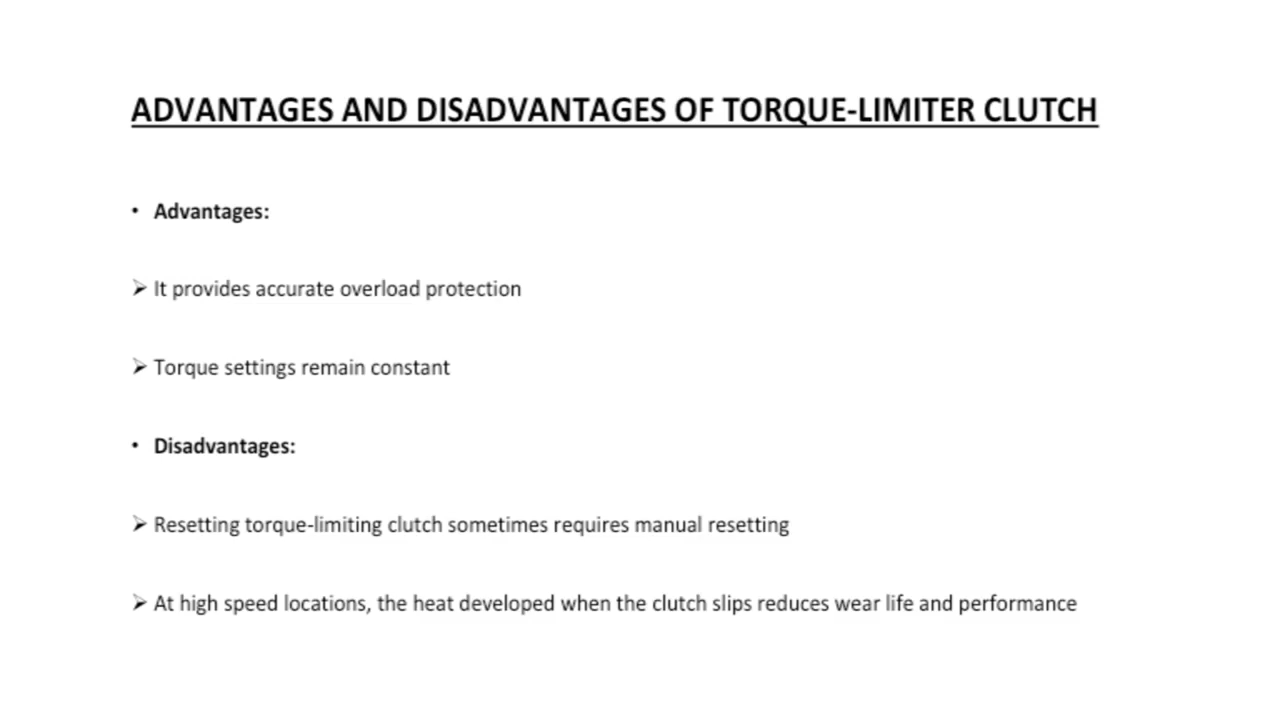 ADVANTAGES AND DISADVANTAGES OF TORQUE-LIMITER CLUTCH
• Advantages:
➢ It provides accurate overload protection
➢ Torque settings remain constant
• Disadvantages:
➢ Resetting torque-limiting clutch sometimes requires manual resetting
➢ At high speed locations, the heat developed when the clutch slips reduces wear life and performance